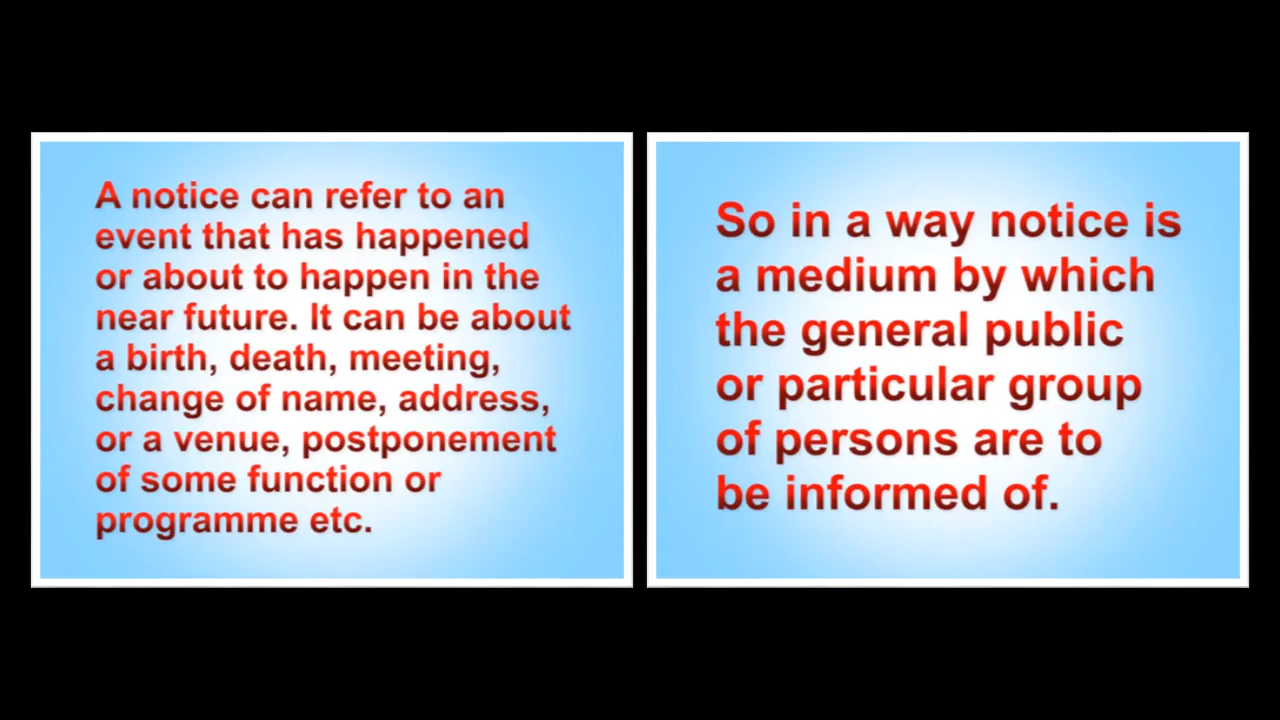 A notice can refer to an
event that has happened
or about to happen in the
near future. It can be about
a birth, death, meeting,
change of name, address,
or a venue, postponement
of some function or
programme etc.
So in a way notice is
a medium by which
the general public
or particular group
of persons are to
be informed of.